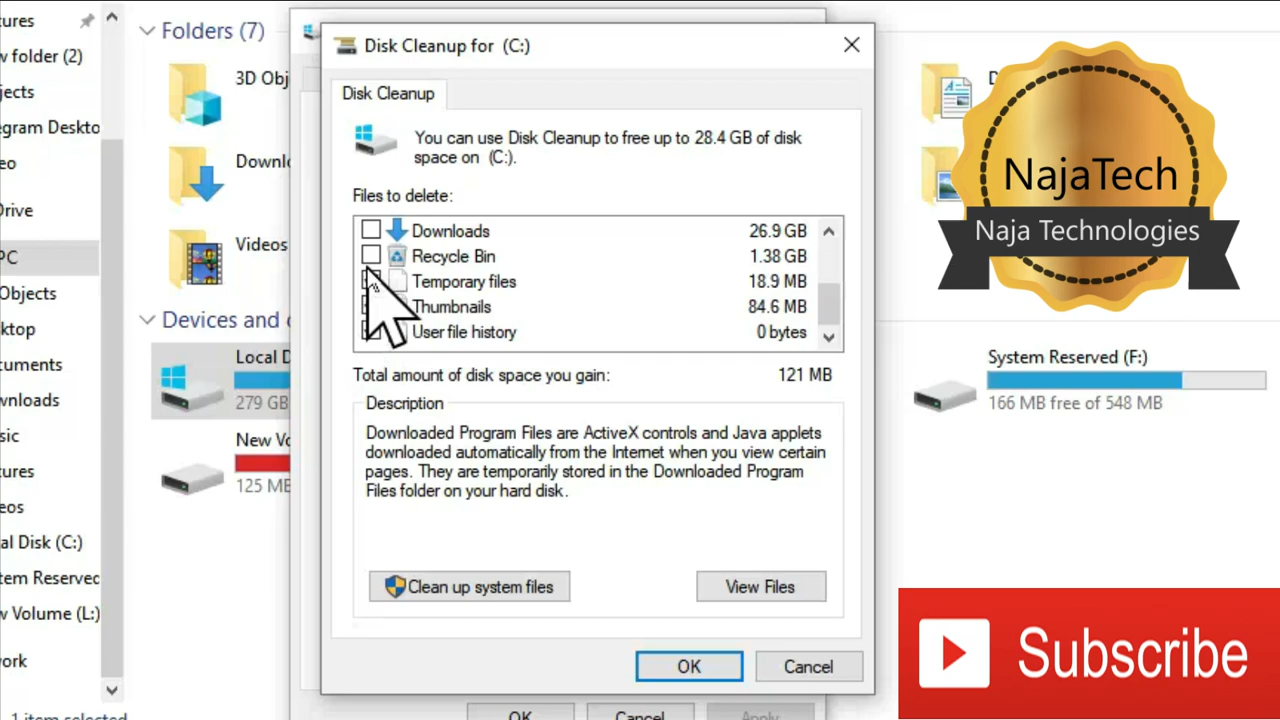 tures
w folder (2)
jects
egram Deskto
eo
Drive
PC
Objects
ktop
uments
wnloads
sic
tures
eos
al Disk (C:)
tem Reserved
w Volume (L:)
ork
1 item selected
Folders (7)
3D Obj
Downlo
Videos
Devices and
Local D
279 GB
New Vo
125 MB
Disk Cleanup for (C:)
Disk Cleanup
You can use Disk Cleanup to free up to 28.4 GB of disk
space on (C:).
Files to delete:
Downloads 26.9 GB
Recycle Bin 1.38 GB
Temporary files 18.9 MB
Thumbnails 84.6 MB
User file history 0 bytes
Total amount of disk space you gain: 121 MB
Description
Downloaded Program Files are ActiveX controls and Java applets
downloaded automatically from the Internet when you view certain
pages. They are temporarily stored in the Downloaded Program
Files folder on your hard disk.
Clean up system files View Files
OK Cancel
OK Cancel Apply
D
NajaTech
Naja Technologies
System Reserved (F:)
166 MB free of 548 MB
Subscribe